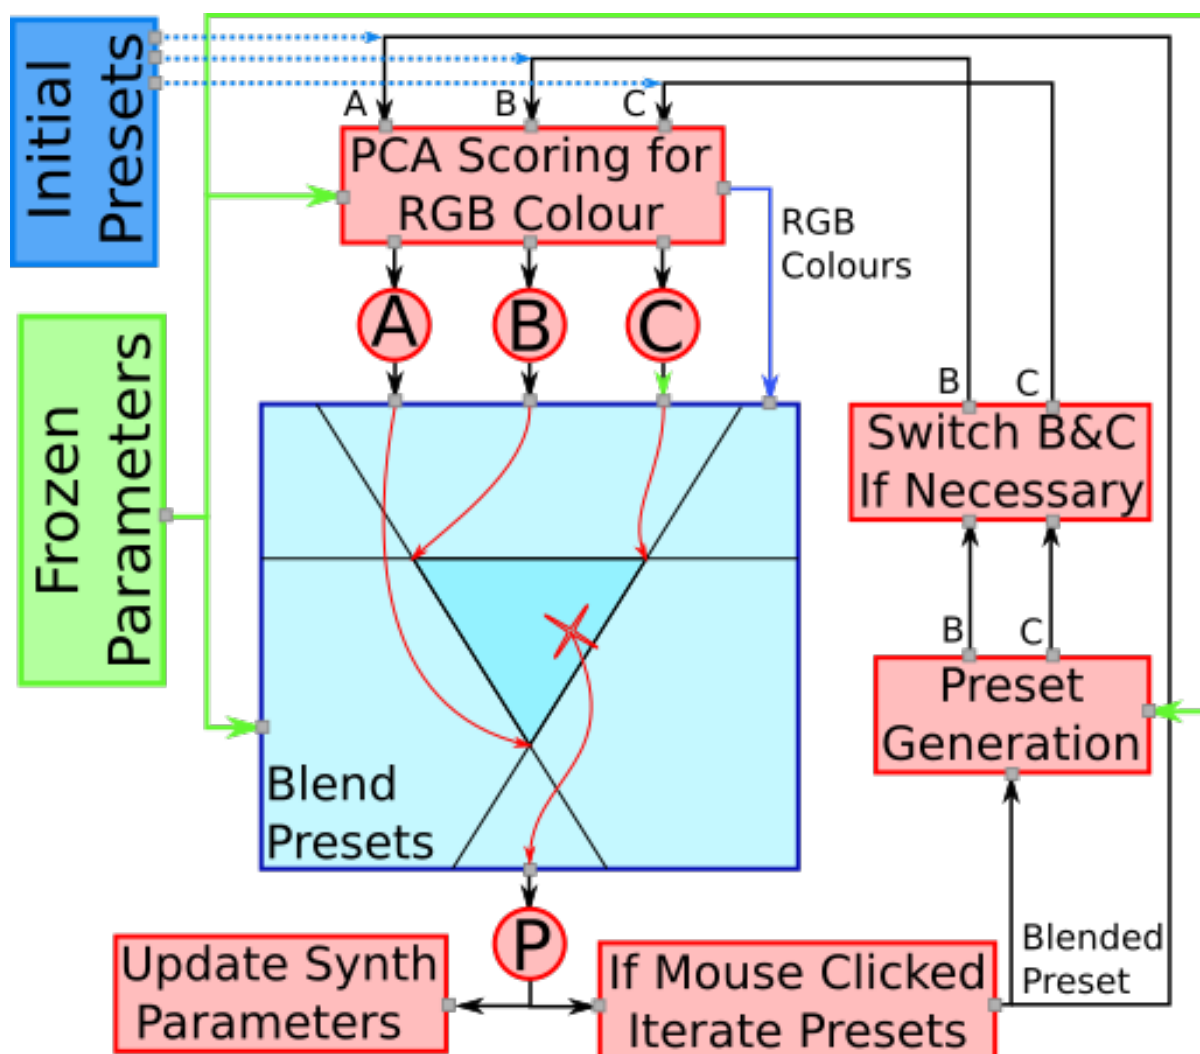 Initial
Presets
A
B
C
PCA Scoring for
RGB Colour
RGB
Colours
A
B
C
Frozen
Parameters
B
C
Switch B&C
If Necessary
B
C
Preset
Generation
Blend
Presets
P
Update Synth
Parameters
If Mouse Clicked
Iterate Presets
Blended
Preset